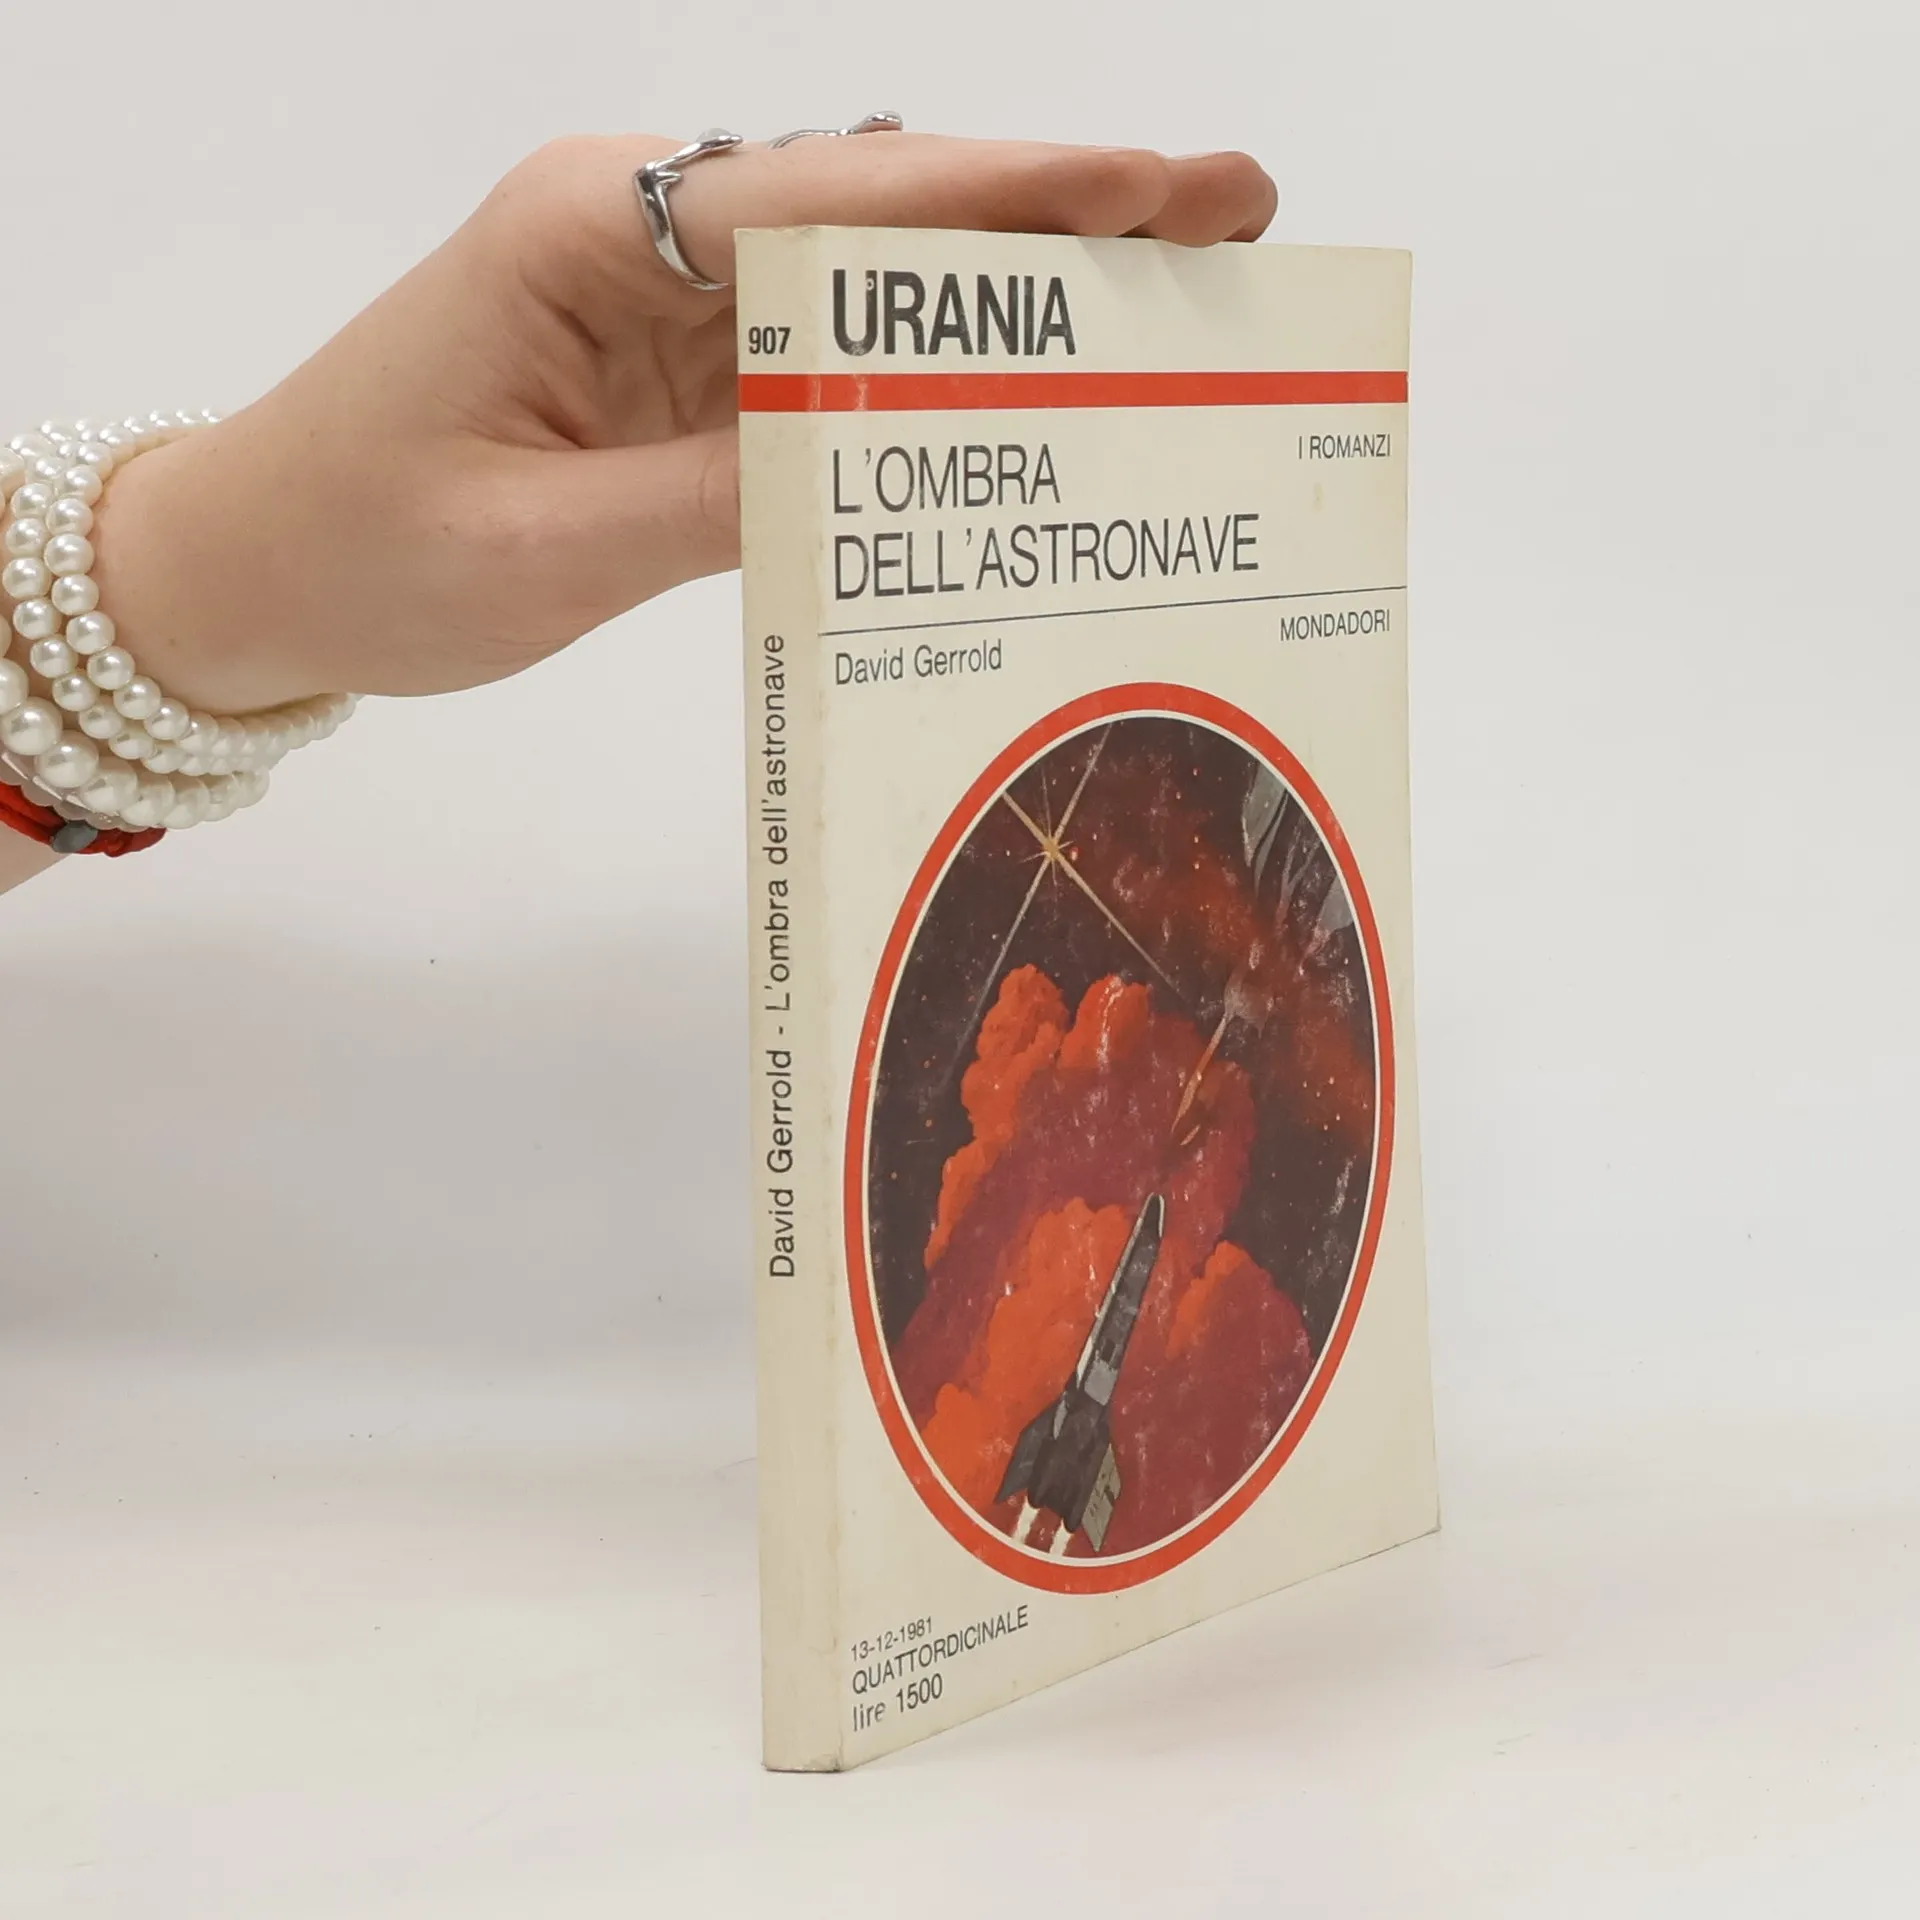 907
URANIA
L'OMBRA
DELL'ASTRONAVE
I ROMANZI
MONDADORI
David Gerrold
David Gerrold - L'ombra dell'astronave
13-12-1981
QUATTORDICINALE
lire 1500